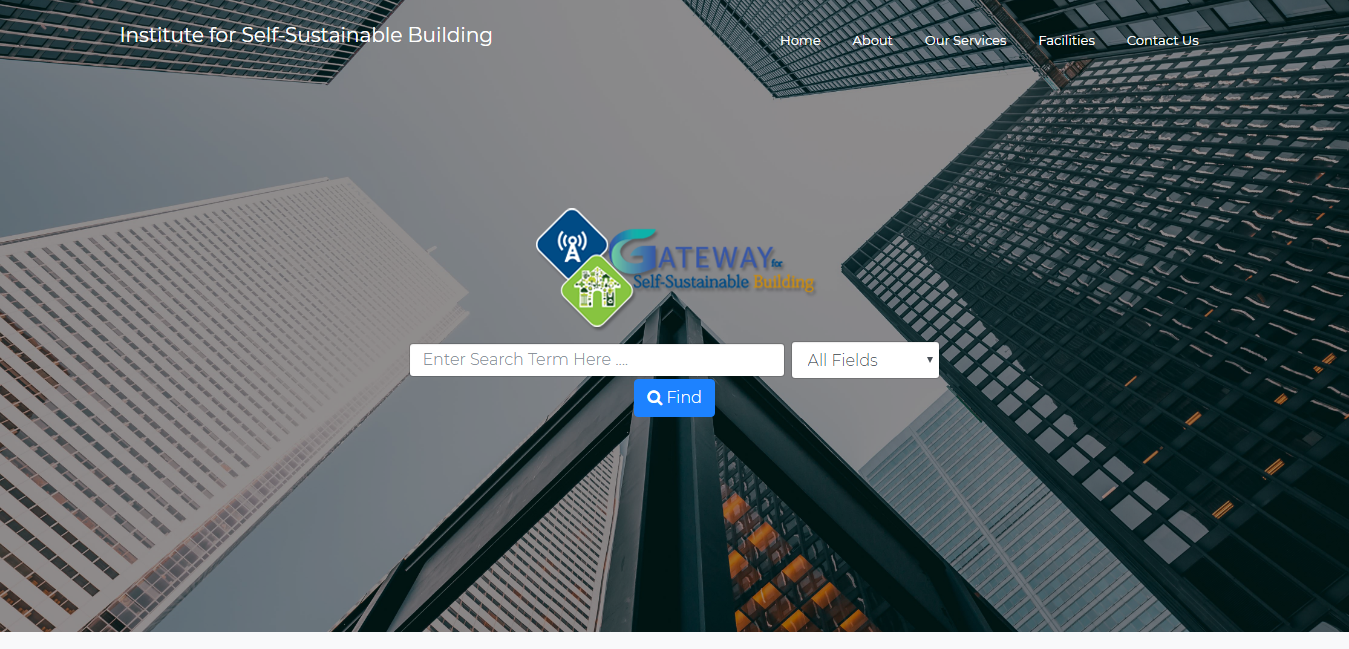 Institute for Self-Sustainable Building
Home About Our Services Facilities Contact Us
GATEWAY for
Self-Sustainable Building
Enter Search Term Here ....
All Fields
Find